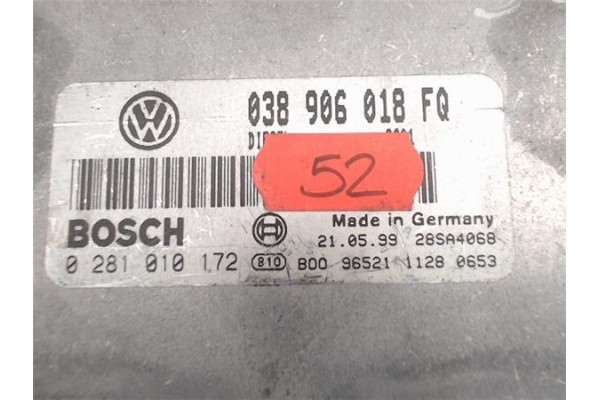 038 906 018 FQ
52
BOSCH
Made in Germany
21.05.99 28SA4068
0 281 010 172 810 B00 96521 1128 0653